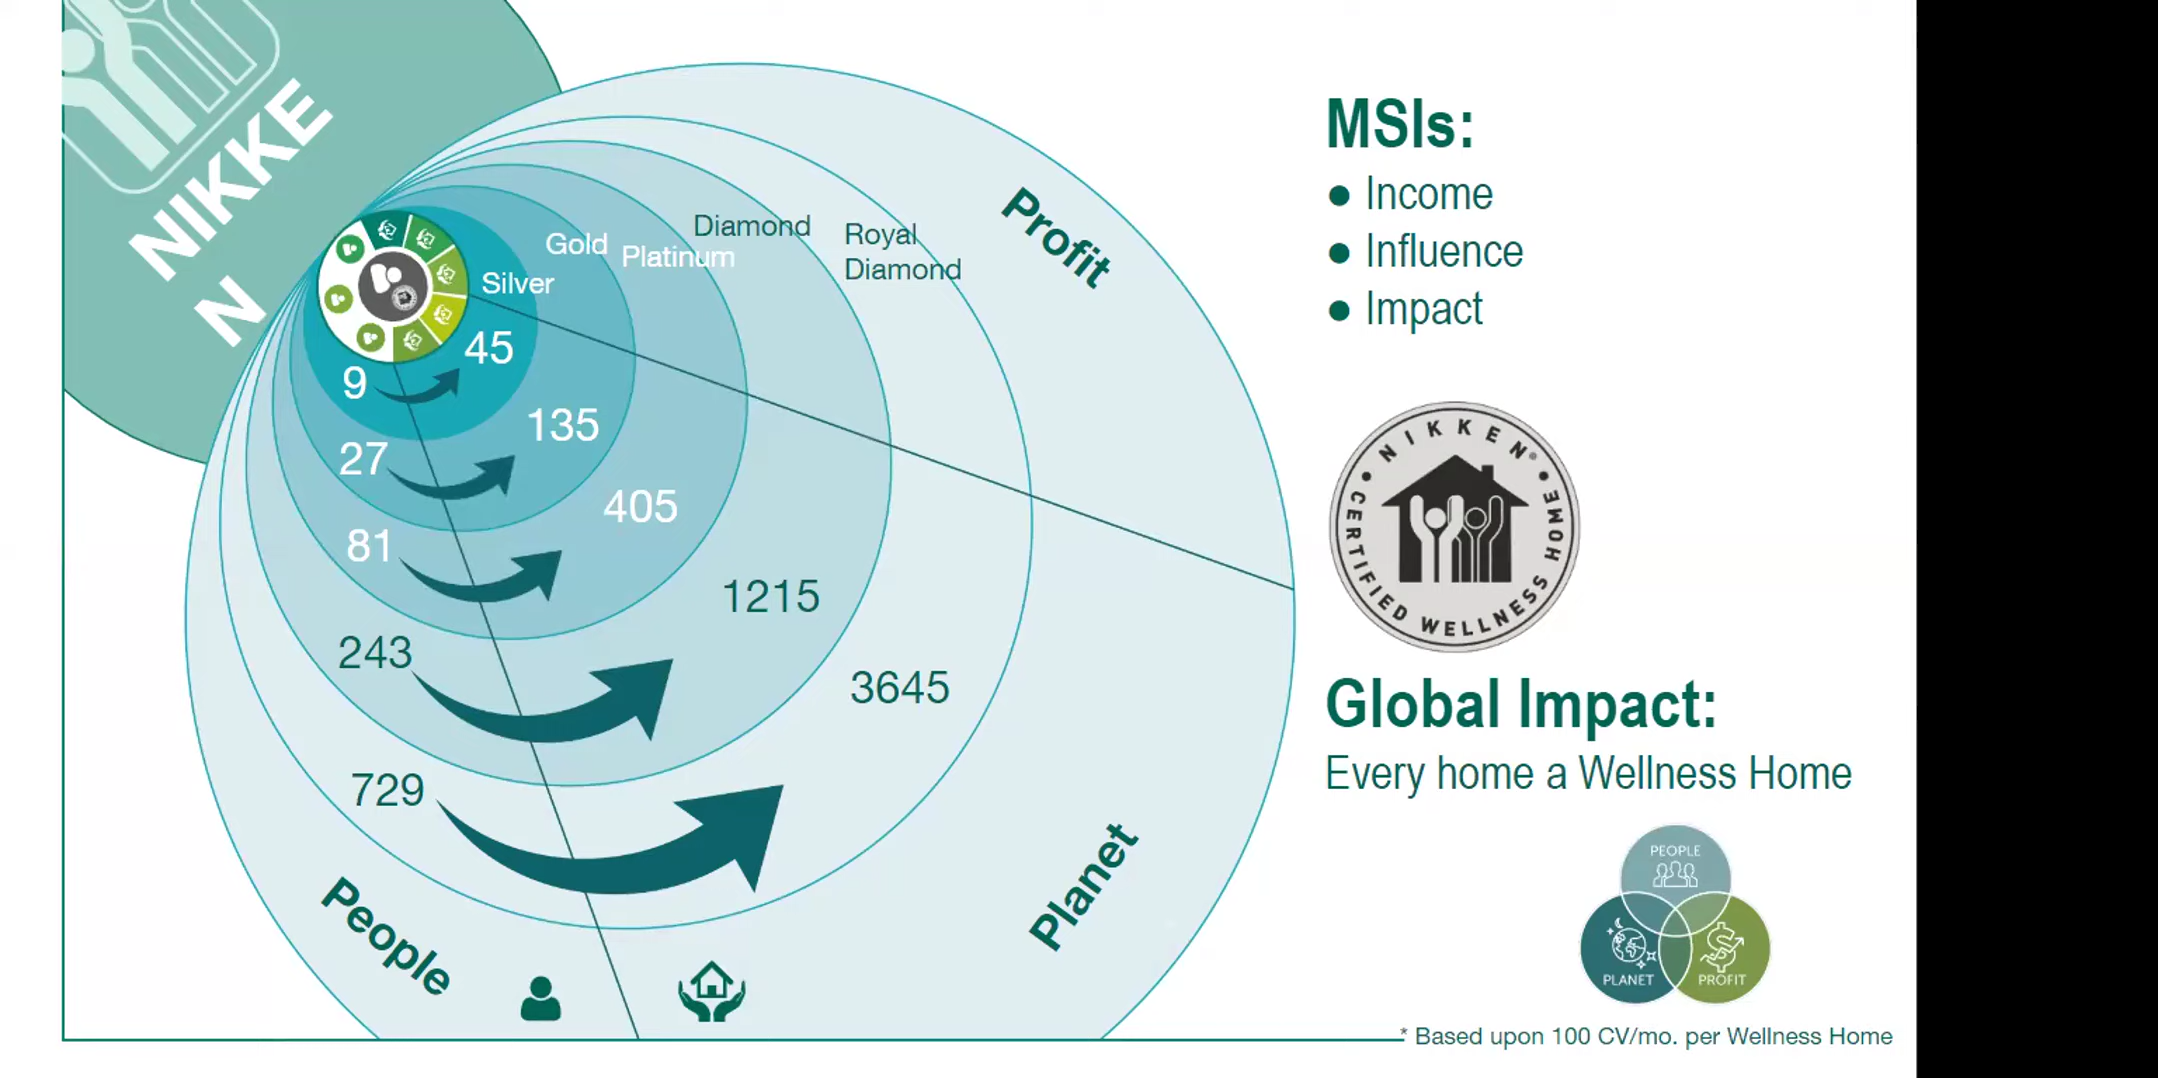 NIKKE
N
Silver
Gold
Platinum
Diamond
Royal
Diamond
Profit
9
45
27
135
81
405
243
1215
729
3645
People
Planet
MSIs:
● Income
● Influence
● Impact
NIKKEN®
• CERTIFIED WELLNESS HOME •
Global Impact:
Every home a Wellness Home
PEOPLE
PLANET
PROFIT
* Based upon 100 CV/mo. per Wellness Home